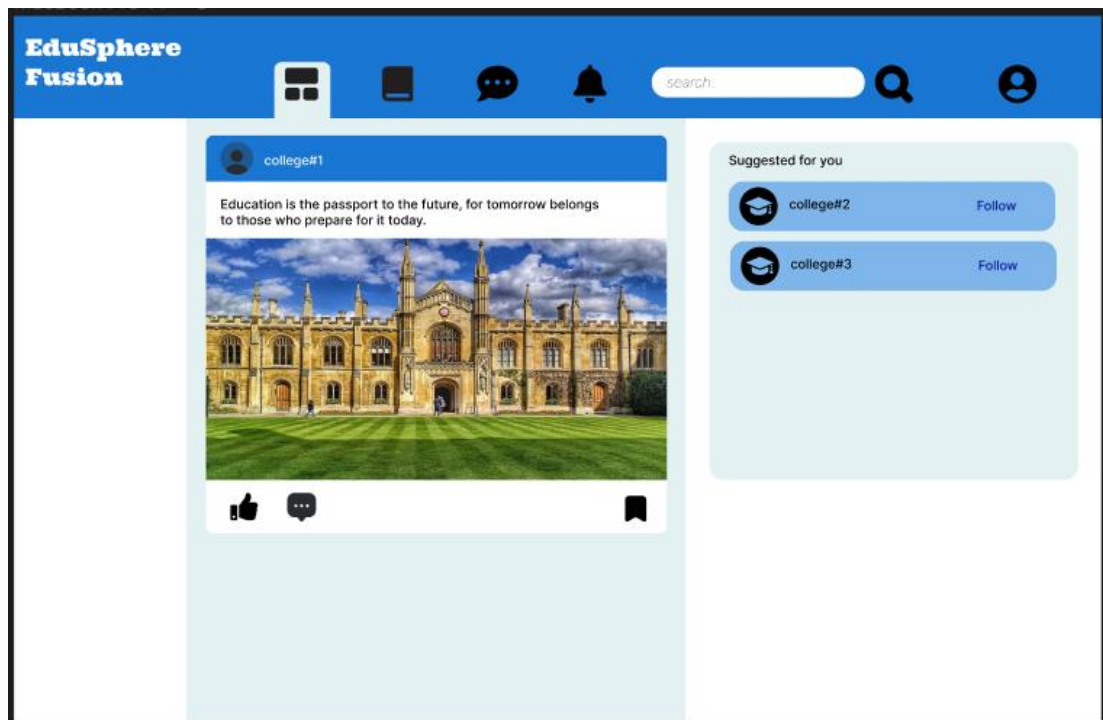 EduSphere
Fusion
search.
college#1
Education is the passport to the future, for tomorrow belongs
to those who prepare for it today.
Suggested for you
college#2
Follow
college#3
Follow